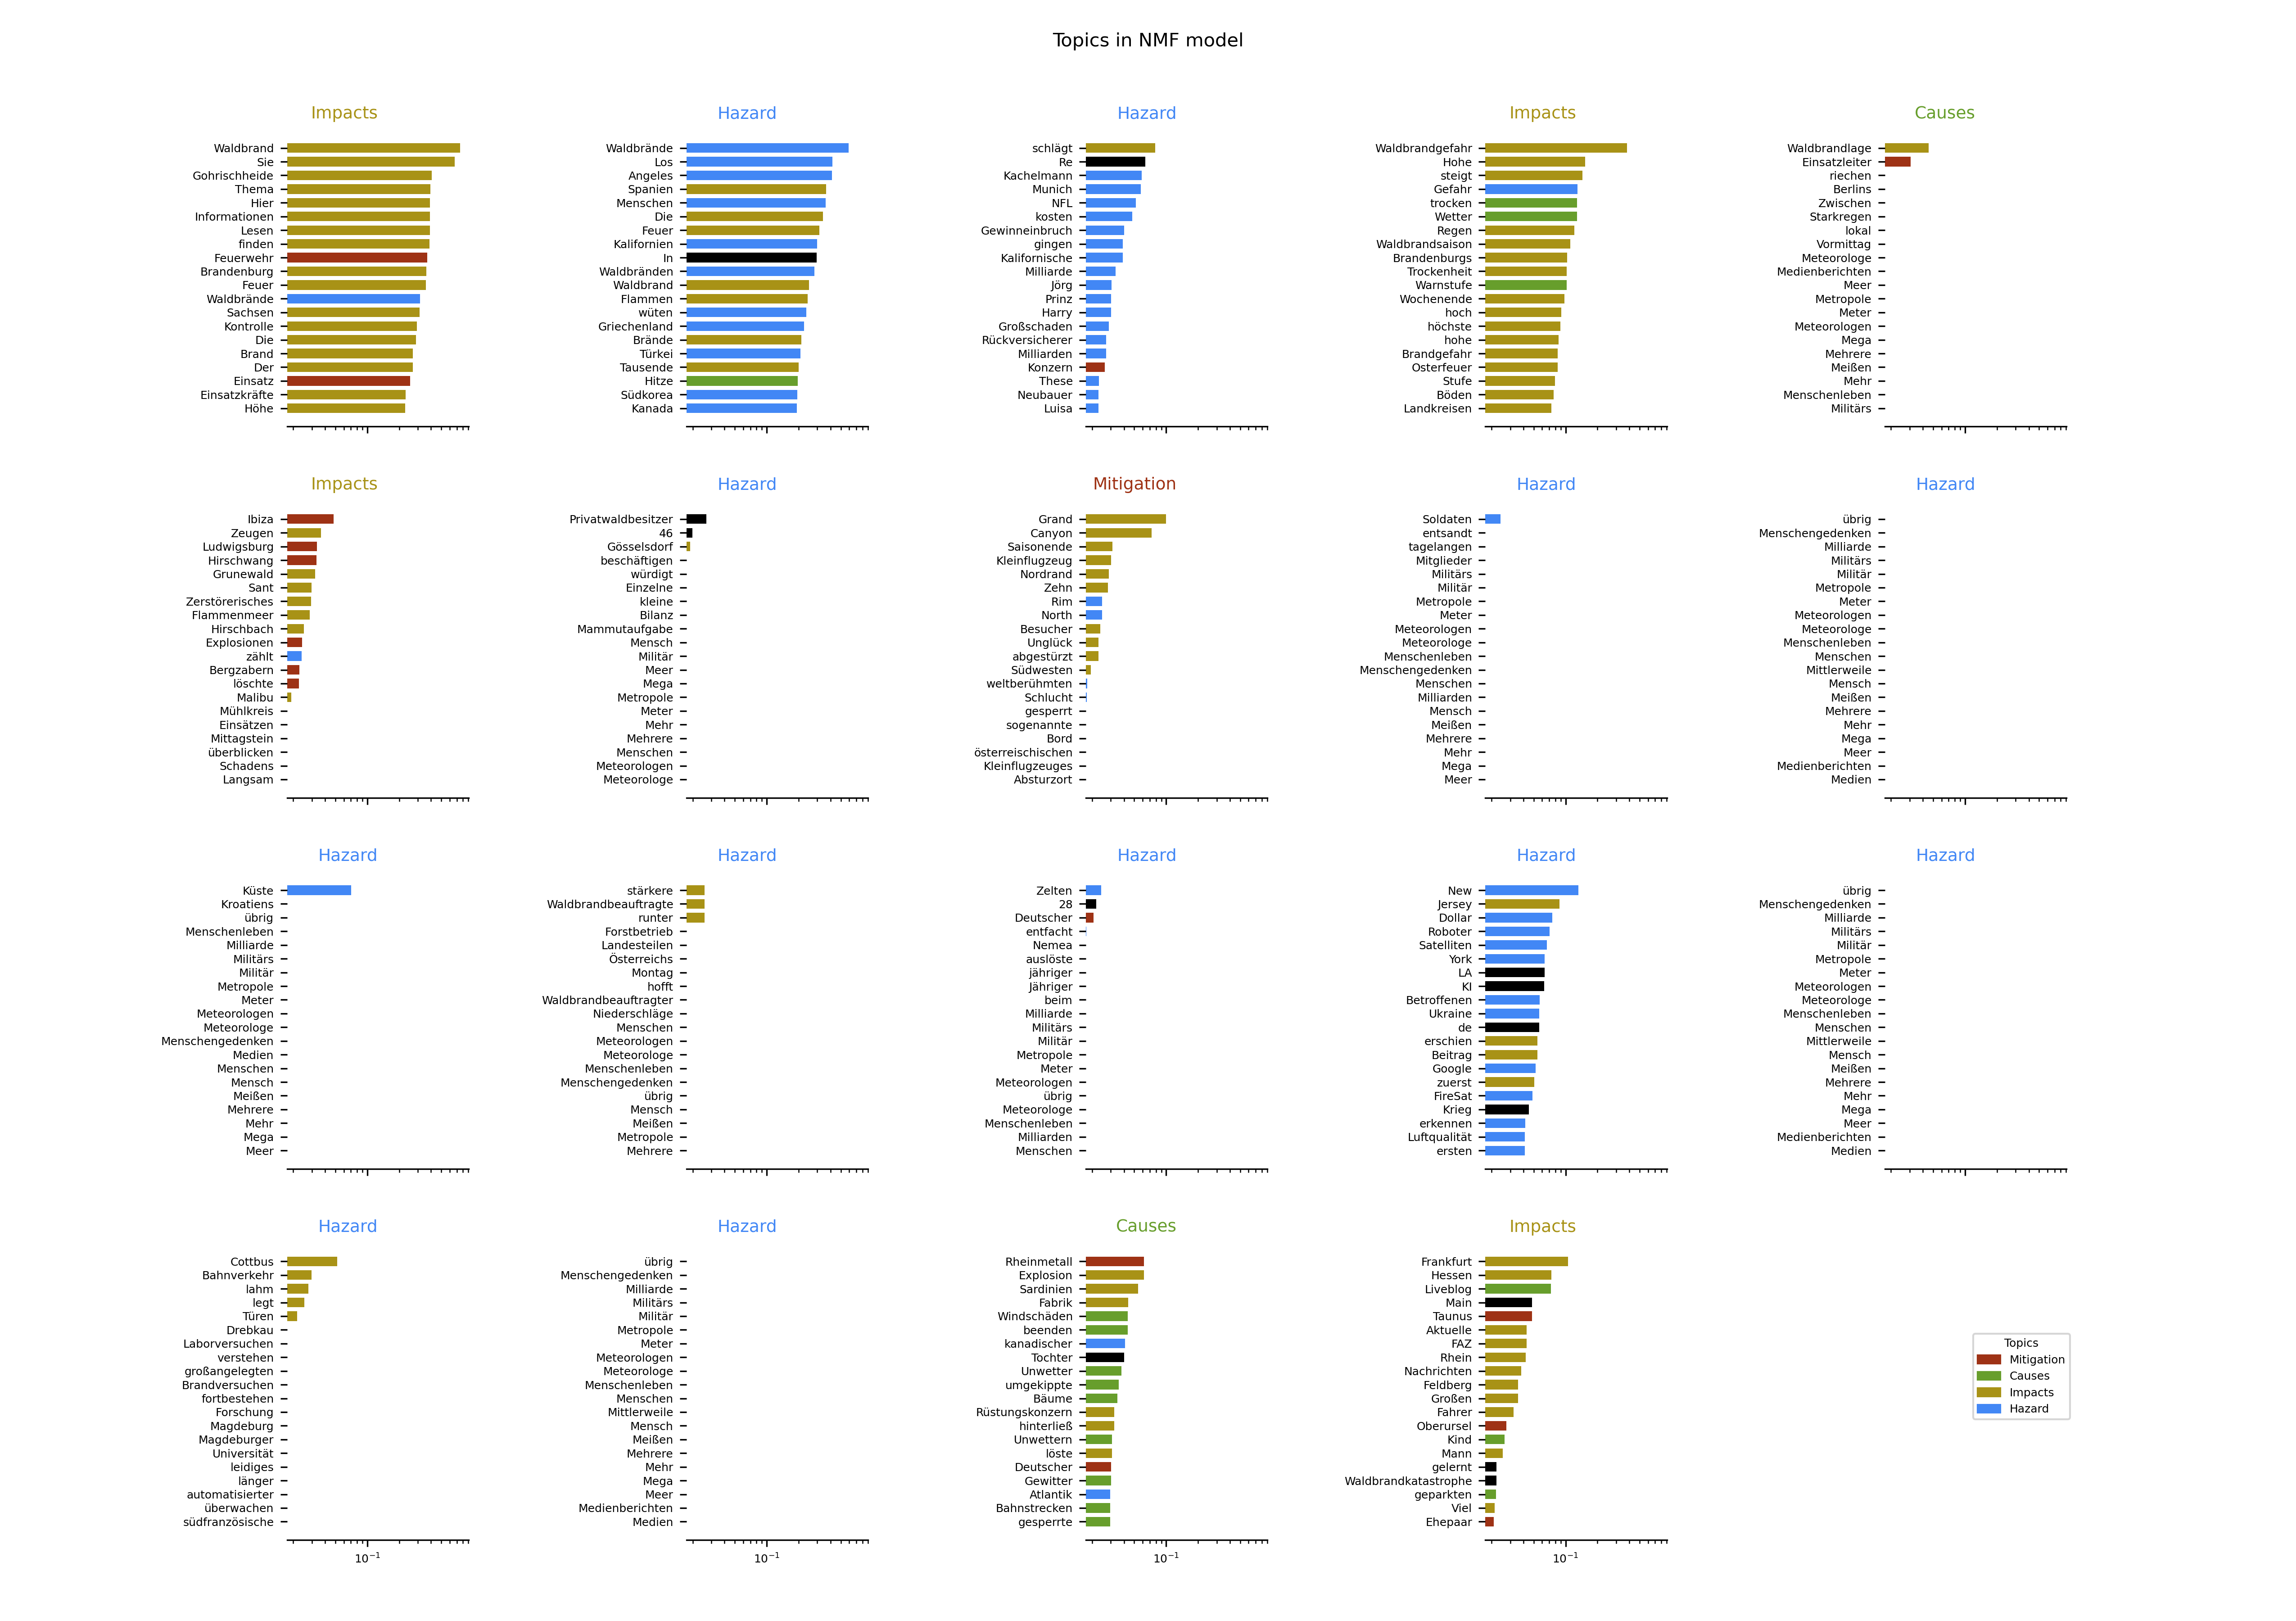 Topics in NMF model
Impacts
Waldbrand
Sie
Gohrischheide
Thema
Hier
Informationen
Lesen
finden
Feuerwehr
Brandenburg
Feuer
Waldbrände
Sachsen
Kontrolle
Die
Brand
Der
Einsatz
Einsatzkräfte
Höhe
Hazard
Waldbrände
Los
Angeles
Spanien
Menschen
Die
Feuer
Kalifornien
In
Waldbränden
Waldbrand
Flammen
wüten
Griechenland
Brände
Türkei
Tausende
Hitze
Südkorea
Kanada
Hazard
schlägt
Re
Kachelmann
Munich
NFL
kosten
Gewinneinbruch
gingen
Kalifornische
Milliarde
Jörg
Prinz
Harry
Großschaden
Rückversicherer
Milliarden
Konzern
These
Neubauer
Luisa
Impacts
Waldbrandgefahr
Hohe
steigt
Gefahr
trocken
Wetter
Regen
Waldbrandsaison
Brandenburgs
Trockenheit
Warnstufe
Wochenende
hoch
höchste
hohe
Brandgefahr
Osterfeuer
Stufe
Böden
Landkreisen
Causes
Waldbrandlage
Einsatzleiter
riechen
Berlins
Zwischen
Starkregen
lokal
Vormittag
Meteorologe
Medienberichten
Meer
Metropole
Meter
Meteorologen
Mega
Mehrere
Meißen
Mehr
Menschenleben
Militärs
Impacts
Ibiza
Zeugen
Ludwigsburg
Hirschwang
Grunewald
Sant
Zerstörerisches
Flammenmeer
Hirschbach
Explosionen
zählt
Bergzabern
löschte
Malibu
Mühlkreis
Einsätzen
Mittagstein
überblicken
Schadens
Langsam
Hazard
Privatwaldbesitzer
46
Gösselsdorf
beschäftigen
würdigt
Einzelne
kleine
Bilanz
Mammutaufgabe
Mensch
Militär
Meer
Mega
Metropole
Meter
Mehr
Mehrere
Menschen
Meteorologen
Meteorologe
Mitigation
Grand
Canyon
Saisonende
Kleinflugzeug
Nordrand
Zehn
Rim
North
Besucher
Unglück
abgestürzt
Südwesten
weltberühmten
Schlucht
gesperrt
sogenannte
Bord
österreischischen
Kleinflugzeuges
Absturzort
Hazard
Soldaten
entsandt
tagelangen
Mitglieder
Militärs
Militär
Metropole
Meter
Meteorologen
Meteorologe
Menschenleben
Menschengedenken
Menschen
Milliarden
Mensch
Meißen
Mehrere
Mehr
Mega
Meer
Hazard
übrig
Menschengedenken
Milliarde
Militärs
Militär
Metropole
Meter
Meteorologen
Meteorologe
Menschenleben
Menschen
Mittlerweile
Mensch
Meißen
Mehrere
Mehr
Mega
Meer
Medienberichten
Medien
Hazard
Küste
Kroatiens
übrig
Menschenleben
Milliarde
Militärs
Militär
Metropole
Meter
Meteorologen
Meteorologe
Menschengedenken
Medien
Menschen
Mensch
Meißen
Mehrere
Mehr
Mega
Meer
Hazard
stärkere
Waldbrandbeauftragte
runter
Forstbetrieb
Landesteilen
Österreichs
Montag
hofft
Waldbrandbeauftragter
Niederschläge
Menschen
Meteorologen
Meteorologe
Menschenleben
Menschengedenken
übrig
Mensch
Meißen
Metropole
Mehrere
Hazard
Zelten
28
Deutscher
entfacht
Nemea
auslöste
jähriger
Jähriger
beim
Milliarde
Militärs
Militär
Metropole
Meter
Meteorologen
übrig
Meteorologe
Menschenleben
Milliarden
Menschen
Hazard
New
Jersey
Dollar
Roboter
Satelliten
York
LA
KI
Betroffenen
Ukraine
de
erschien
Beitrag
Google
zuerst
FireSat
Krieg
erkennen
Luftqualität
ersten
Hazard
übrig
Menschengedenken
Milliarde
Militärs
Militär
Metropole
Meter
Meteorologen
Meteorologe
Menschenleben
Menschen
Mittlerweile
Mensch
Meißen
Mehrere
Mehr
Mega
Meer
Medienberichten
Medien
Hazard
Cottbus
Bahnverkehr
lahm
legt
Türen
Drebkau
Laborversuchen
verstehen
großangelegten
Brandversuchen
fortbestehen
Forschung
Magdeburg
Magdeburger
Universität
leidiges
länger
automatisierter
überwachen
südfranzösische
10⁻¹
Hazard
übrig
Menschengedenken
Milliarde
Militärs
Militär
Metropole
Meter
Meteorologen
Meteorologe
Menschenleben
Menschen
Mittlerweile
Mensch
Meißen
Mehrere
Mehr
Mega
Meer
Medienberichten
Medien
10⁻¹
Causes
Rheinmetall
Explosion
Sardinien
Fabrik
Windschäden
beenden
kanadischer
Tochter
Unwetter
umgekippte
Bäume
Rüstungskonzern
hinterließ
Unwettern
löste
Deutscher
Gewitter
Atlantik
Bahnstrecken
gesperrte
10⁻¹
Impacts
Frankfurt
Hessen
Liveblog
Main
Taunus
Aktuelle
FAZ
Rhein
Nachrichten
Feldberg
Großen
Fahrer
Oberursel
Kind
Mann
gelernt
Waldbrandkatastrophe
geparkten
Viel
Ehepaar
10⁻¹
Topics
Mitigation
Causes
Impacts
Hazard